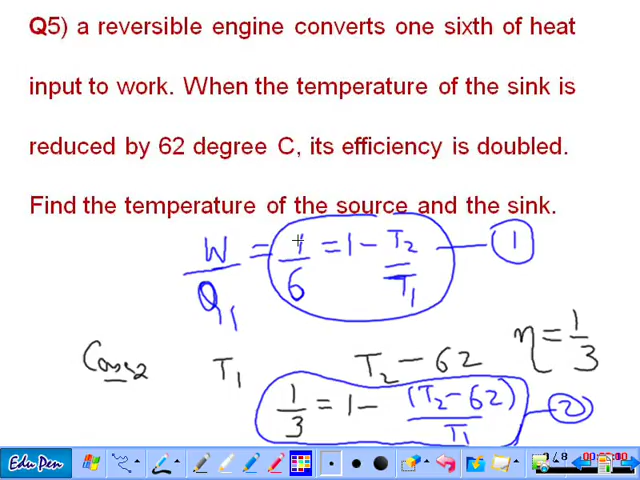 Q5) a reversible engine converts one sixth of heat
input to work. When the temperature of the sink is
reduced by 62 degree C, its efficiency is doubled.
Find the temperature of the source and the sink.
W/Q₁ = 1/6 = 1 - T₂/T₁ — 1
Case 2 T₁ T₂ - 62 η = 1/3
1/3 = 1 - (T₂ - 62)/T₁ — 2
Edu Pen / 8